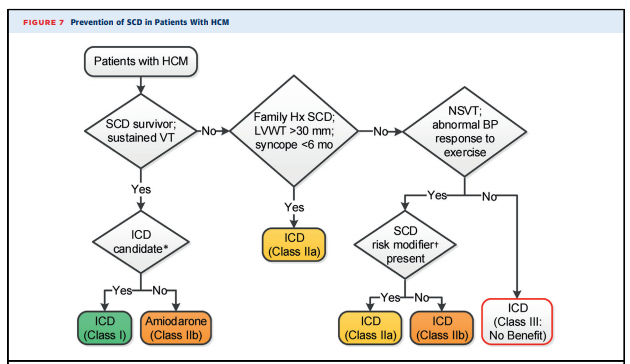 FIGURE 7 Prevention of SCD in Patients With HCM
Patients with HCM
SCD survivor;
sustained VT
No
Family Hx SCD;
LVWT >30 mm;
syncope <6 mo
No
NSVT;
abnormal BP
response to
exercise
Yes
Yes
Yes
No
ICD
candidate*
ICD
(Class IIa)
SCD
risk modifier†
present
Yes
No
Yes
No
ICD
(Class I)
Amiodarone
(Class IIb)
ICD
(Class IIa)
ICD
(Class IIb)
ICD
(Class III:
No Benefit)